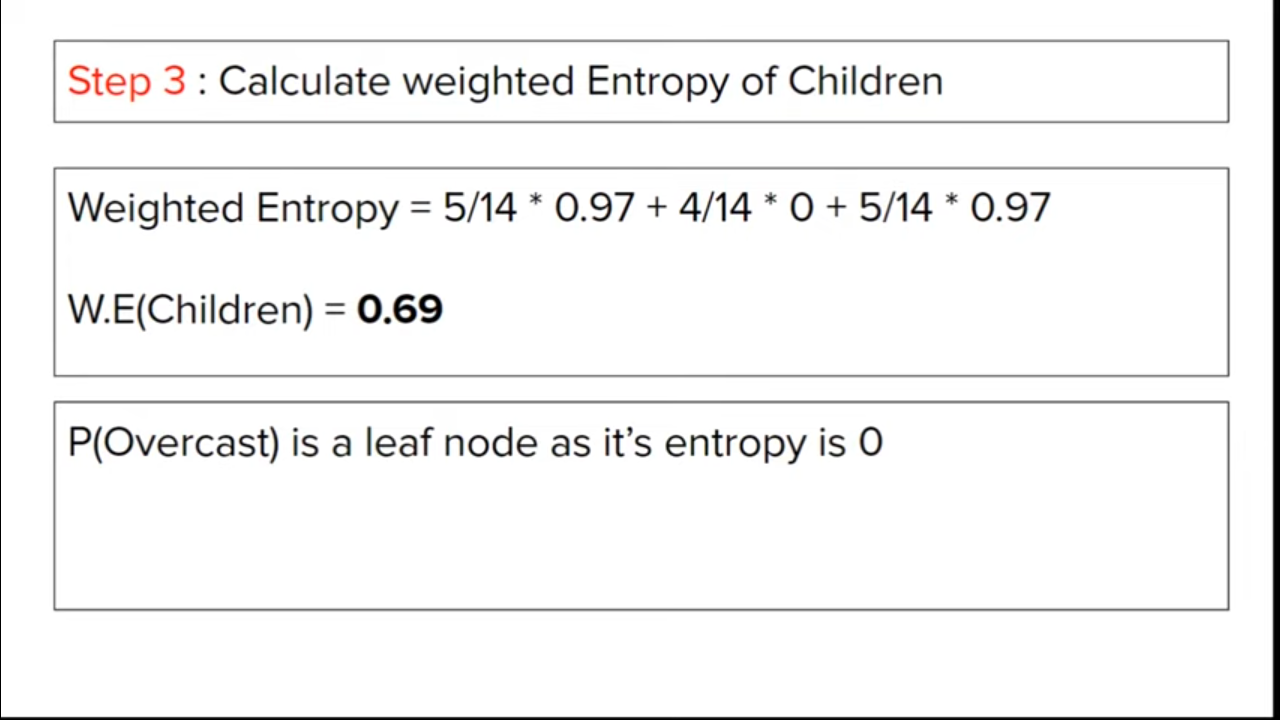 Step 3 : Calculate weighted Entropy of Children
Weighted Entropy = 5/14 * 0.97 + 4/14 * 0 + 5/14 * 0.97
W.E(Children) = 0.69
P(Overcast) is a leaf node as it’s entropy is 0